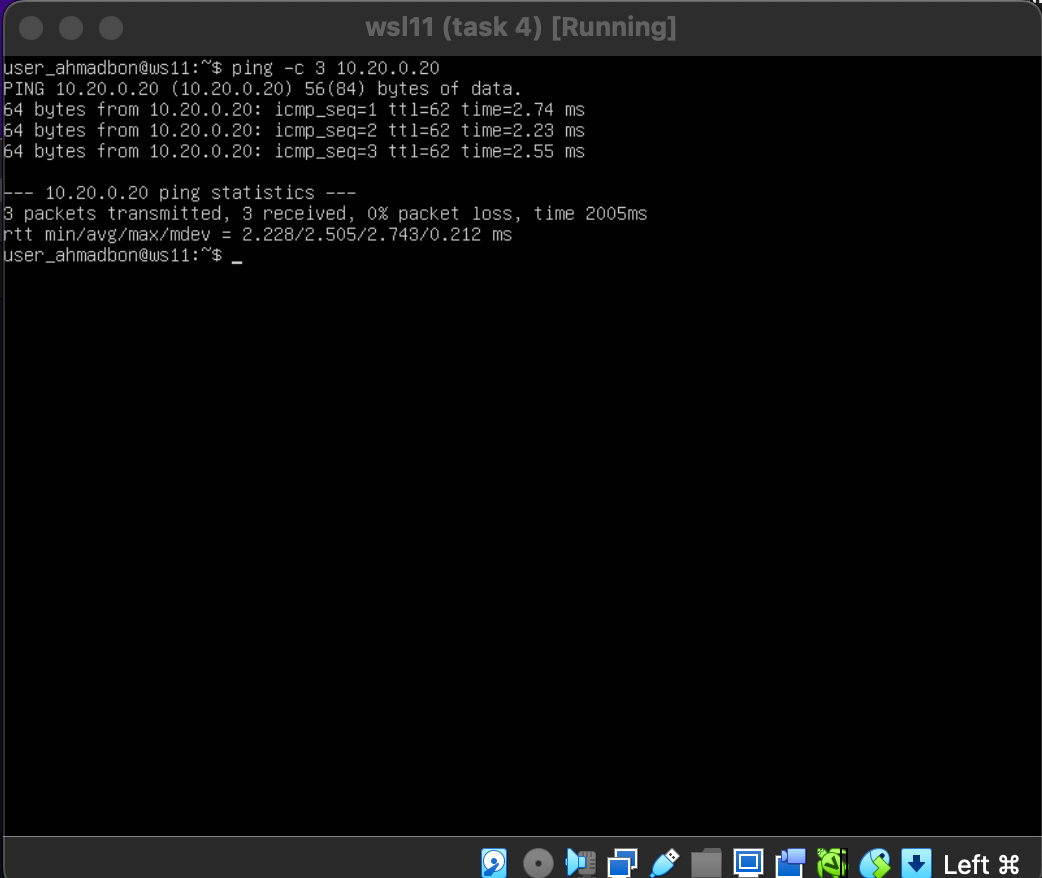 wsl11 (task 4) [Running]
user_ahmadbon@ws11:~$ ping -c 3 10.20.0.20
PING 10.20.0.20 (10.20.0.20) 56(84) bytes of data.
64 bytes from 10.20.0.20: icmp_seq=1 ttl=62 time=2.74 ms
64 bytes from 10.20.0.20: icmp_seq=2 ttl=62 time=2.23 ms
64 bytes from 10.20.0.20: icmp_seq=3 ttl=62 time=2.55 ms
--- 10.20.0.20 ping statistics ---
3 packets transmitted, 3 received, 0% packet loss, time 2005ms
rtt min/avg/max/mdev = 2.228/2.505/2.743/0.212 ms
user_ahmadbon@ws11:~$ _
Left ⌘